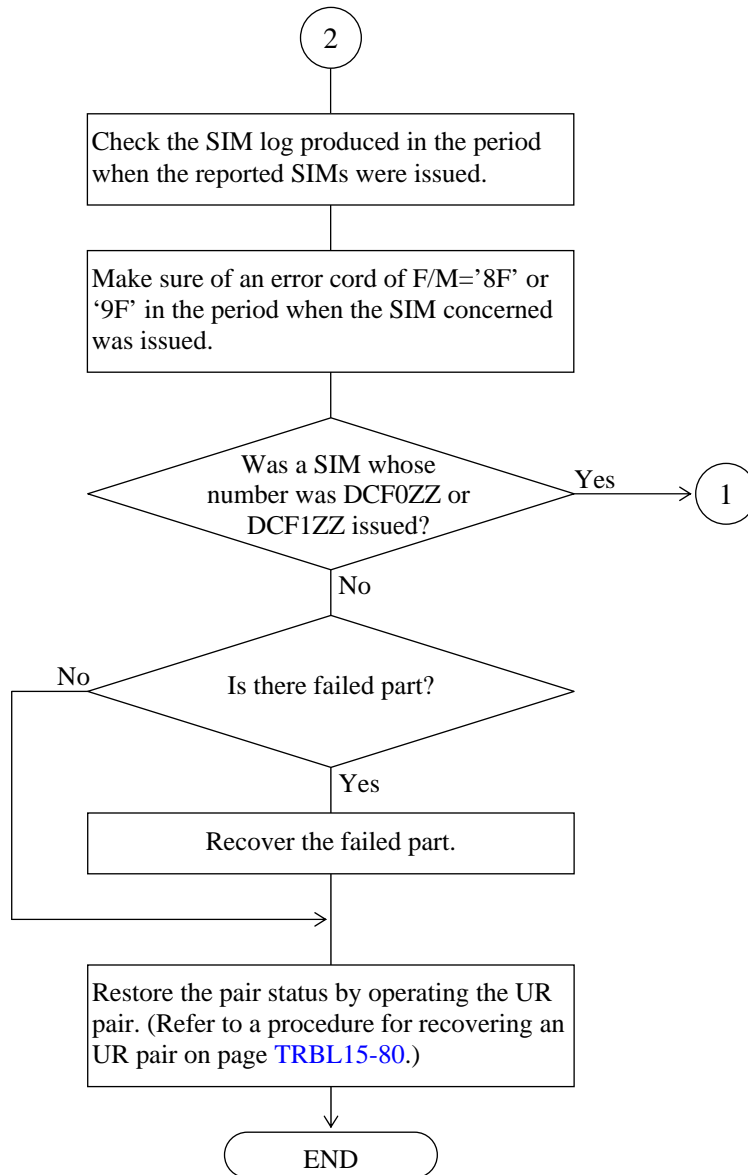 2
Check the SIM log produced in the period
when the reported SIMs were issued.
Make sure of an error cord of F/M=’8F’ or
‘9F’ in the period when the SIM concerned
was issued.
Was a SIM whose
number was DCF0ZZ or
DCF1ZZ issued?
Yes
1
No
Is there failed part?
No
Yes
Recover the failed part.
Restore the pair status by operating the UR
pair. (Refer to a procedure for recovering an
UR pair on page TRBL15-80.)
END